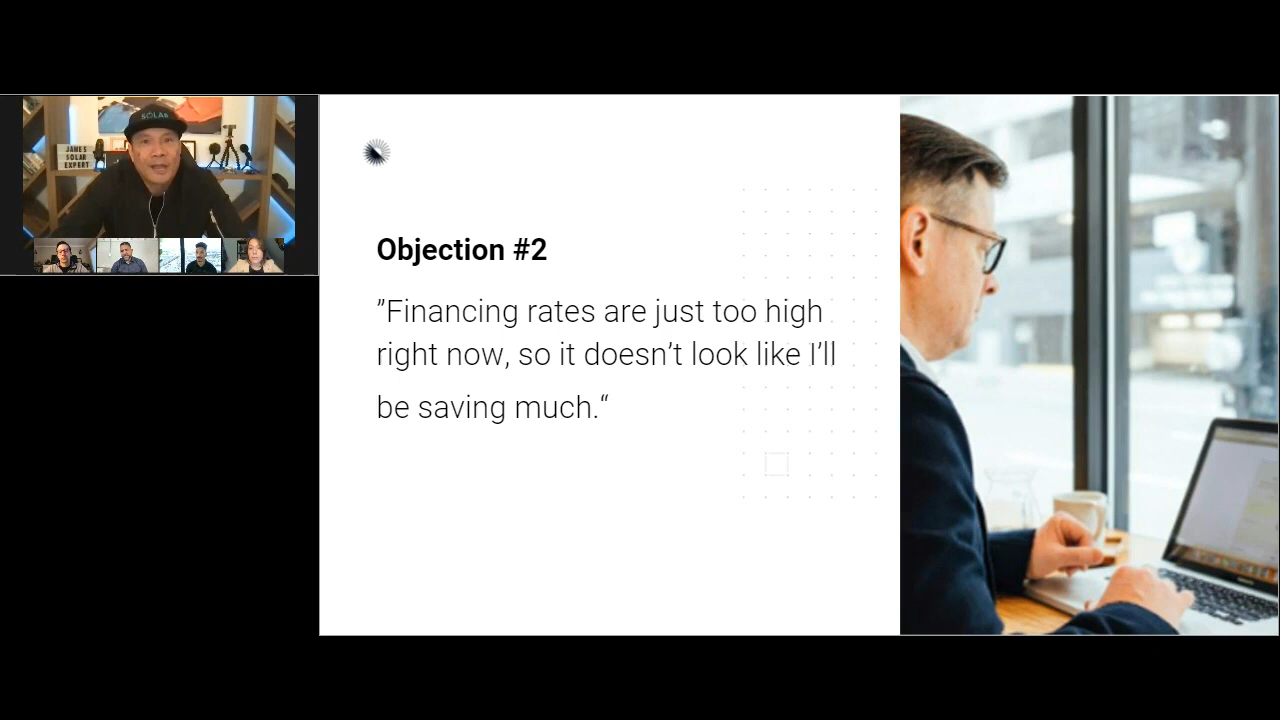 SOLAR
JAMES
SOLAR
EXPERT
Objection #2
”Financing rates are just too high
right now, so it doesn’t look like I’ll
be saving much.“